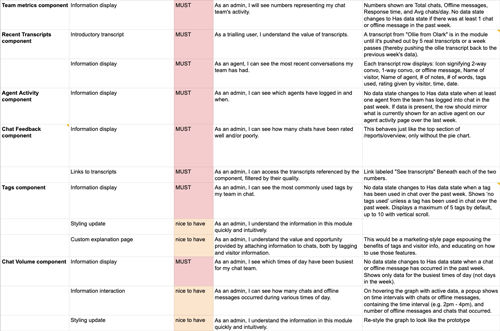 Team metrics component
Information display
MUST
As an admin, I will see numbers representing my chat
team's activity.
Numbers shown are Total chats, Offline messages,
Response time, and Avg chats/day. No data state
changes to Has data state if there was at least 1 chat
or offline message in the past week.
Recent Transcripts
component
Introductory transcript
MUST
As a trialling user, I understand the value of transcripts.
A transcript from "Ollie from Olark" is in the module
until it's pushed out by 5 real transcripts or a week
passes (thereby pushing the ollie transcript back to the
previous week's data).
Information display
MUST
As an agent, I can see the most recent conversations my
team has had.
Each transcript row displays: Icon signifying 2-way
convo, 1-way convo, or offline message, Name of
visitor, Name of agent, # of notes, # of words, tags
used, rating given by visitor, time, date.
Agent Activity
component
Information display
MUST
As an admin, I can see which agents have logged in and
when.
No data state changes to Has data state when at least
one agent from the team has logged into chat in the
past week. If data is present, the row should mirror
what is currently shown for an active agent on our
agent activity page over the last week.
Chat Feedback
component
Information display
MUST
As an admin, I can see how many chats have been rated
well and/or poorly.
This behaves just like the top section of
/reports/overview, only without the pie chart.
Links to transcripts
MUST
As an admin, I can access the transcripts referenced by the
component, filtered by their quality.
Link labeled "See transcripts" Beneath each of the two
numbers.
Tags component
Information display
MUST
As an admin, I can see the most commonly used tags by
my team in chat.
No data state changes to Has data state when a tag
has been used in chat over the past week. Shows 'no
tags used' unless a tag has been used in chat over the
past week. Displays a maximum of 5 tags by default,
up to 10 with vertical scroll.
Styling update
nice to have
As an admin, I understand the information in this module
quickly and intuitively.
Custom explanation page
nice to have
As an admin, I understand the value and opportunity
provided by attaching information to chats, both by tagging
and visitor information.
This would be a marketing-style page espousing the
benefits of tags and visitor info, and educating on how
to use those features.
Chat Volume component
Information display
MUST
As an admin, I see which times of day have been busiest
for my chat team.
No data state changes to Has data state when a chat
or offline message has occurred in the past week.
Shows only data for the busiest times of day (not days
in the week).
Information interaction
nice to have
As an admin, I can see how many chats and offline
messages occurred during various times of day.
On hovering the graph with active data, a popup shows
on time intervals with chats or offline messages,
containing the time interval (e.g. 2pm - 4pm), and
number of offline messages and chats that occurred.
Styling update
nice to have
As an admin, I understand the information in this module
quickly and intuitively.
Re-style the graph to look like the prototype